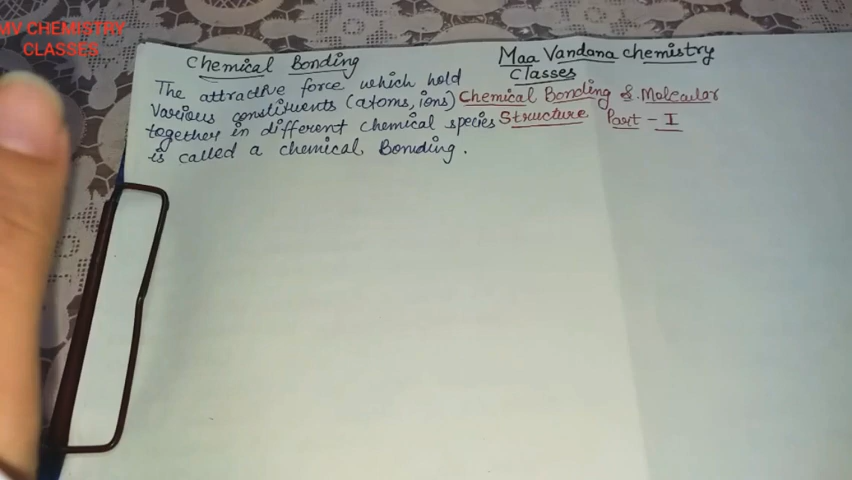 MV CHEMISTRY
CLASSES
Chemical Bonding
The attractive force which hold
Various constituents (atoms, ions)
together in different chemical species
is called a chemical Bonding.
Maa Vandana chemistry
Classes
Chemical Bonding & Molecular
Structure Part - I